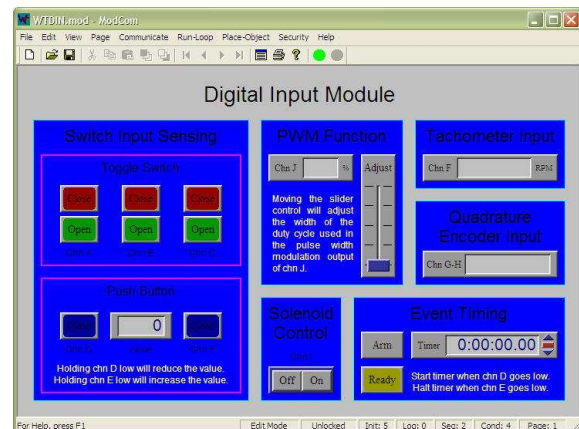 WTDIN.mod - ModCom
File Edit View Page Communicate Run-Loop Place-Object Security Help
Digital Input Module
Switch Input Sensing
Toggle Switch
Close Close Close
Open Open Open
Chn A Chn B Chn C
Push Button
0
Chn D Value Chn E
Holding chn D low will reduce the value.
Holding chn E low will increase the value.
PWM Function
Chn J % Adjust
Moving the slider
control will adjust
the width of the
duty cycle used in
the pulse width
modulation output
of chn J.
Tachometer Input
Chn F RPM
Quadrature
Encoder Input
Chn G-H
Solenoid
Control
Off On
Event Timing
Arm Timer 0:00:00.00
Ready
Start timer when chn D goes low.
Halt timer when chn E goes low.
For Help, press F1 Edit Mode Unlocked Init: 5 Log: 0 Seq: 2 Cond: 4 Page: 1